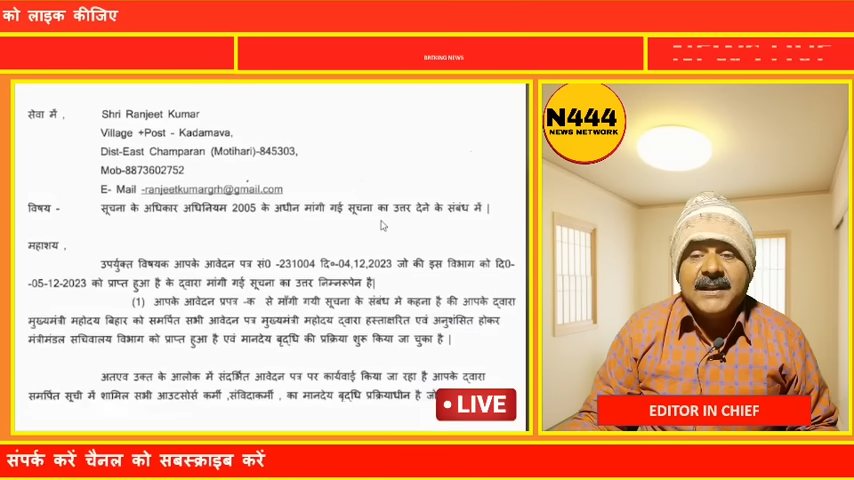 को लाइक कीजिए
BREKING NEWS
सेवा में ,
Shri Ranjeet Kumar
Village +Post - Kadamava,
Dist-East Champaran (Motihari)-845303,
Mob-8873602752
E- Mail -ranjeetkumargrh@gmail.com
विषय - सूचना के अधिकार अधिनियम 2005 के अधीन मांगी गई सूचना का उत्तर देने के संबंध में |
महाशय ,
उपर्युक्त विषयक आपके आवेदन पत्र सं0 -231004 दि०-04,12,2023 जो की इस विभाग को दि0-
-05-12-2023 को प्राप्त हुआ है के द्वारा मांगी गई सूचना का उत्तर निम्नरूपेन है|
(1) आपके आवेदन प्रपत्र -क से माँगी गयी सूचना के संबंध मे कहना है की आपके द्वारा
मुख्यमंत्री महोदय बिहार को समर्पित सभी आवेदन पत्र मुख्यमंत्री महोदय द्वारा हस्ताक्षरित एवं अनुशंसित होकर
मंत्रीमंडल सचिवालय विभाग को प्राप्त हुआ है एवं मानदेय बृद्धि की प्रक्रिया शुरू किया जा चुका है |
अतएव उक्त के आलोक में संदर्भित आवेदन पत्र पर कार्यवाई किया जा रहा है आपके द्वारा
समर्पित सूची में शामिल सभी आउटसोर्स कर्मी ,संविदाकर्मी , का मानदेय बृद्धि प्रक्रियाधीन है
LIVE
N444
NEWS NETWORK
EDITOR IN CHIEF
संपर्क करें चैनल को सबस्क्राइब करें